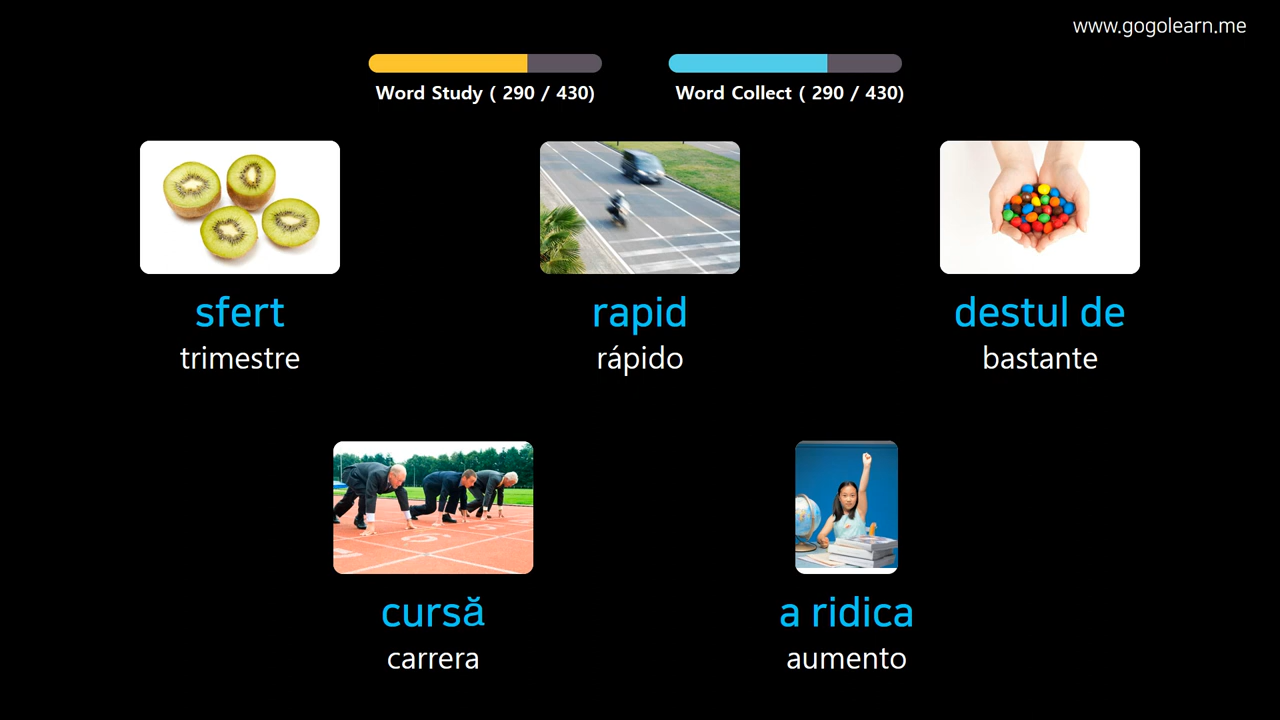 www.gogolearn.me
Word Study ( 290 / 430)
Word Collect ( 290 / 430)
sfert
trimestre
rapid
rápido
destul de
bastante
cursă
carrera
a ridica
aumento